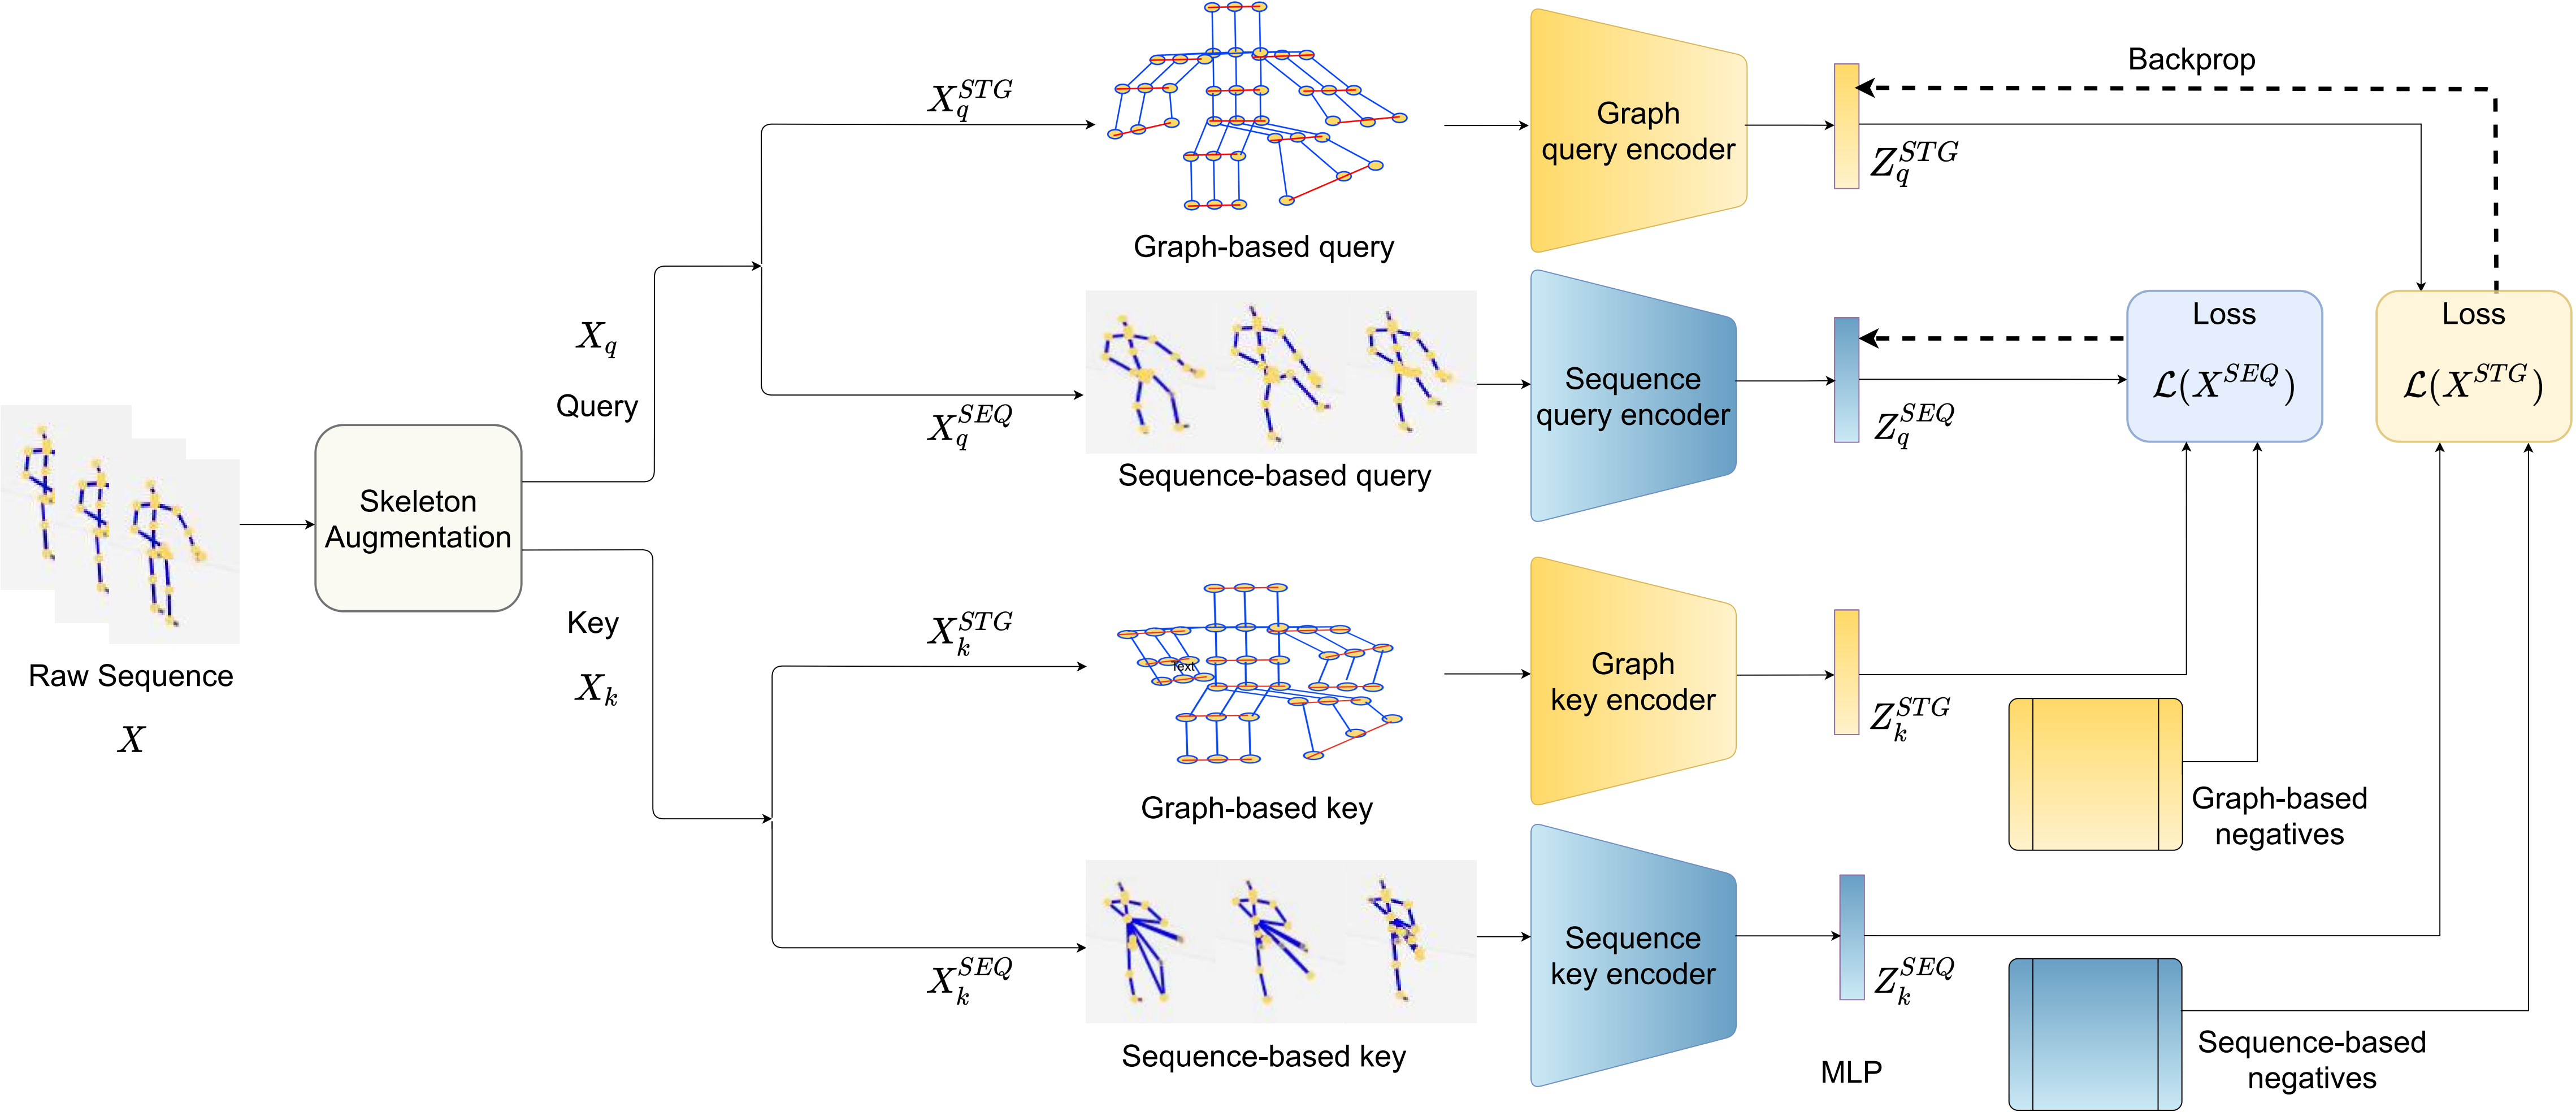 Raw Sequence
X
Skeleton
Augmentation
X_q
Query
Key
X_k
X_q^{STG}
Graph-based query
X_q^{SEQ}
Sequence-based query
X_k^{STG}
Text
Graph-based key
X_k^{SEQ}
Sequence-based key
Graph
query encoder
Sequence
query encoder
Graph
key encoder
Sequence
key encoder
Z_q^{STG}
Z_q^{SEQ}
Z_k^{STG}
Z_k^{SEQ}
MLP
Backprop
Loss
\mathcal{L}(X^{SEQ})
Loss
\mathcal{L}(X^{STG})
Graph-based
negatives
Sequence-based
negatives